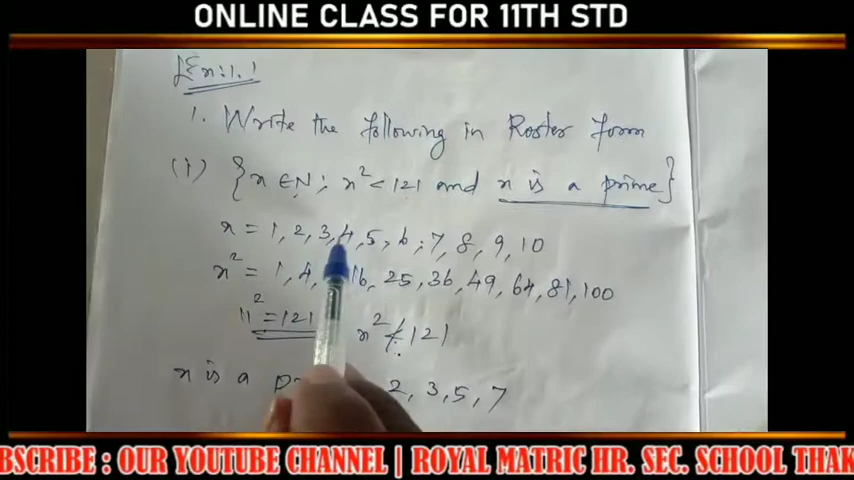 ONLINE CLASS FOR 11TH STD
Ex:1.1
1. Write the following in Roster form
(i) {x ∈ N; x² < 121 and x is a prime}
x = 1, 2, 3, 4, 5, 6, 7, 8, 9, 10
x² = 1, 4, 16, 25, 36, 49, 64, 81, 100
11² = 121 x² ≮ 121
x is a 2, 3, 5, 7
BSCRIBE : OUR YOUTUBE CHANNEL | ROYAL MATRIC HR. SEC. SCHOOL THAK